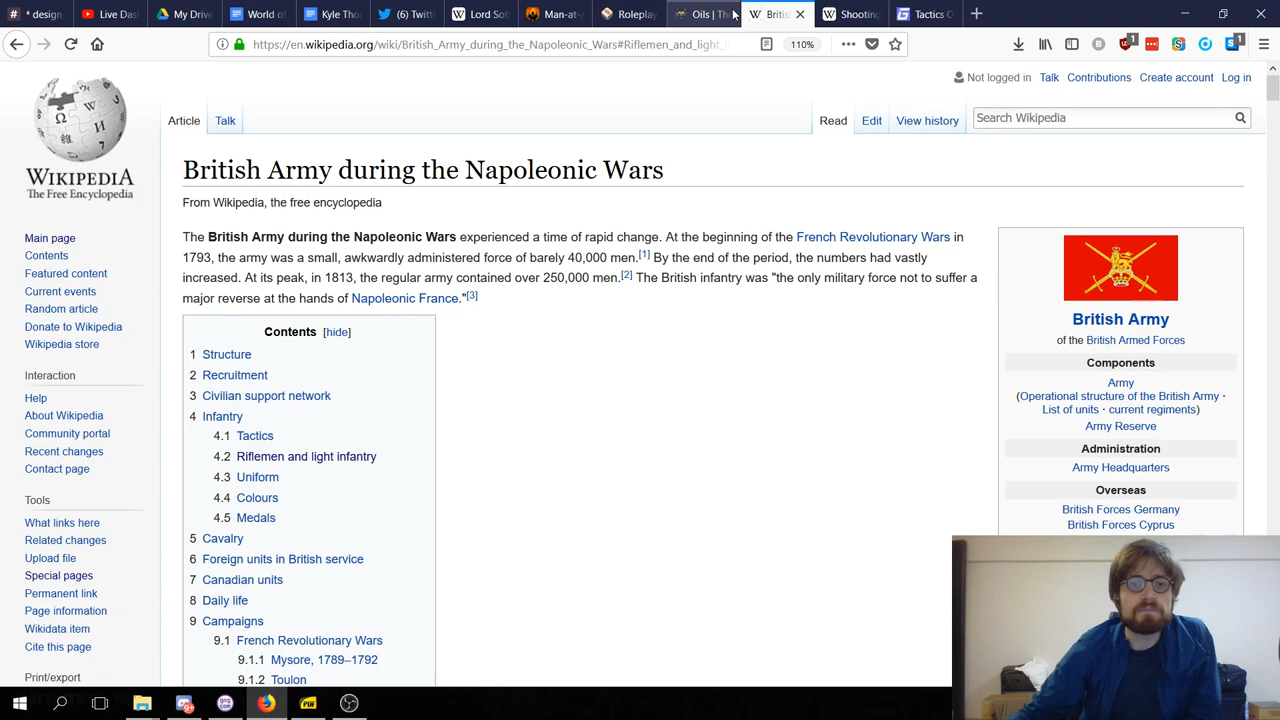 * design
Live Das
My Drive
World of
Kyle Tho
(6) Twitt
Lord Sot
Man-at-A
Roleplay
Oils | Th
Britis
Shooting
Tactics O
https://en.wikipedia.org/wiki/British_Army_during_the_Napoleonic_Wars#Riflemen_and_light_i
110%
1
1
Not logged in Talk Contributions Create account Log in
Article Talk
Read Edit View history
Search Wikipedia
WIKIPEDIA
The Free Encyclopedia
Main page
Contents
Featured content
Current events
Random article
Donate to Wikipedia
Wikipedia store
Interaction
Help
About Wikipedia
Community portal
Recent changes
Contact page
Tools
What links here
Related changes
Upload file
Special pages
Permanent link
Page information
Wikidata item
Cite this page
Print/export
British Army during the Napoleonic Wars
From Wikipedia, the free encyclopedia
The British Army during the Napoleonic Wars experienced a time of rapid change. At the beginning of the French Revolutionary Wars in
1793, the army was a small, awkwardly administered force of barely 40,000 men.[1] By the end of the period, the numbers had vastly
increased. At its peak, in 1813, the regular army contained over 250,000 men.[2] The British infantry was "the only military force not to suffer a
major reverse at the hands of Napoleonic France."[3]
Contents [hide]
1 Structure
2 Recruitment
3 Civilian support network
4 Infantry
4.1 Tactics
4.2 Riflemen and light infantry
4.3 Uniform
4.4 Colours
4.5 Medals
5 Cavalry
6 Foreign units in British service
7 Canadian units
8 Daily life
9 Campaigns
9.1 French Revolutionary Wars
9.1.1 Mysore, 1789–1792
9.1.2 Toulon
British Army
of the British Armed Forces
Components
Army
(Operational structure of the British Army ·
List of units · current regiments)
Army Reserve
Administration
Army Headquarters
Overseas
British Forces Germany
British Forces Cyprus